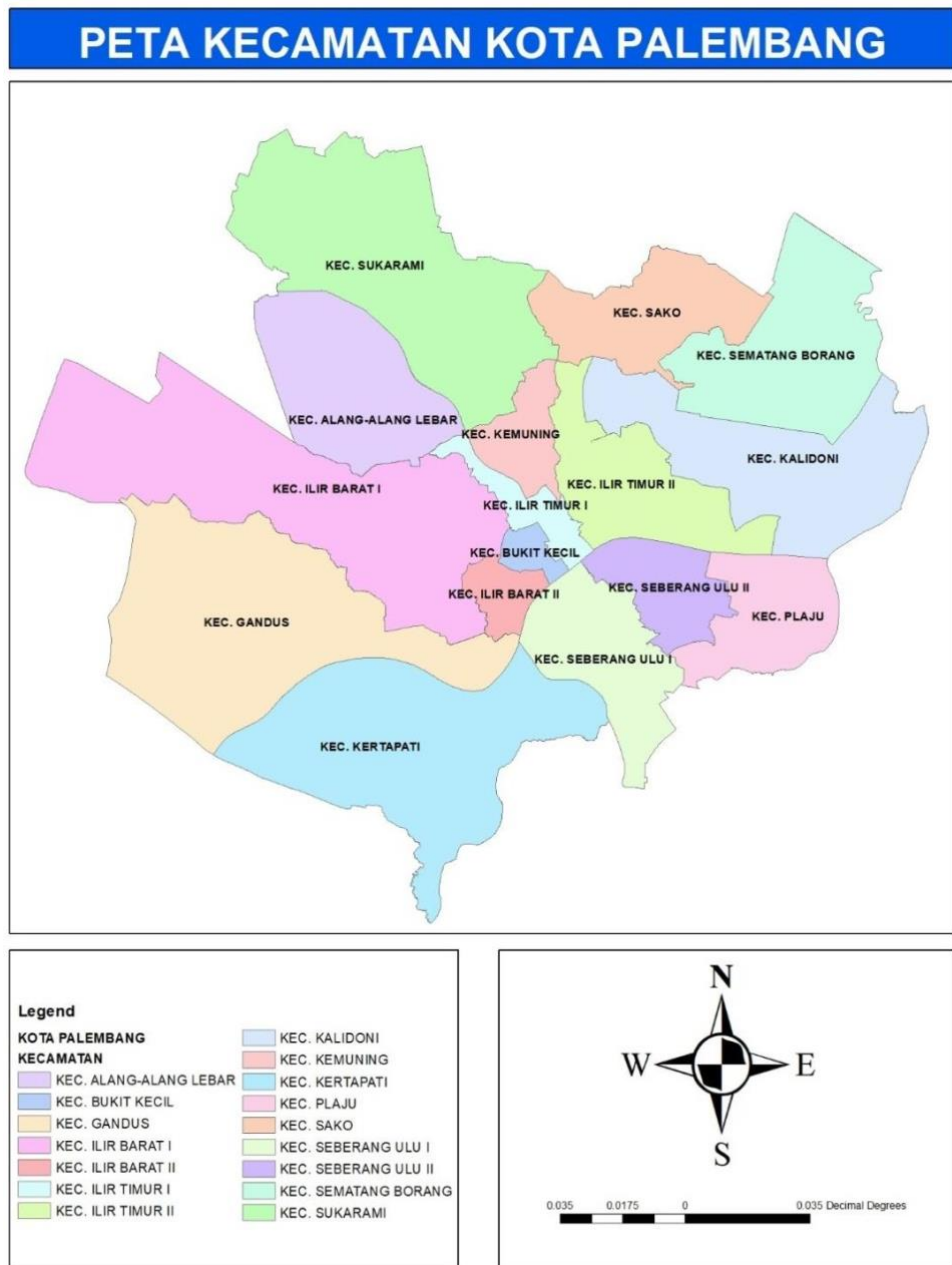 PETA KECAMATAN KOTA PALEMBANG
KEC. SUKARAMI
KEC. SAKO
KEC. SEMATANG BORANG
KEC. ALANG-ALANG LEBAR
KEC. KEMUNING
KEC. KALIDONI
KEC. ILIR BARAT I
KEC. ILIR TIMUR II
KEC. ILIR TIMUR I
KEC. BUKIT KECIL
KEC. SEBERANG ULU II
KEC. ILIR BARAT II
KEC. PLAJU
KEC. GANDUS
KEC. SEBERANG ULU I
KEC. KERTAPATI
Legend
KOTA PALEMBANG
KECAMATAN
KEC. ALANG-ALANG LEBAR
KEC. BUKIT KECIL
KEC. GANDUS
KEC. ILIR BARAT I
KEC. ILIR BARAT II
KEC. ILIR TIMUR I
KEC. ILIR TIMUR II
KEC. KALIDONI
KEC. KEMUNING
KEC. KERTAPATI
KEC. PLAJU
KEC. SAKO
KEC. SEBERANG ULU I
KEC. SEBERANG ULU II
KEC. SEMATANG BORANG
KEC. SUKARAMI
N
W E
S
0.035 0.0175 0 0.035 Decimal Degrees